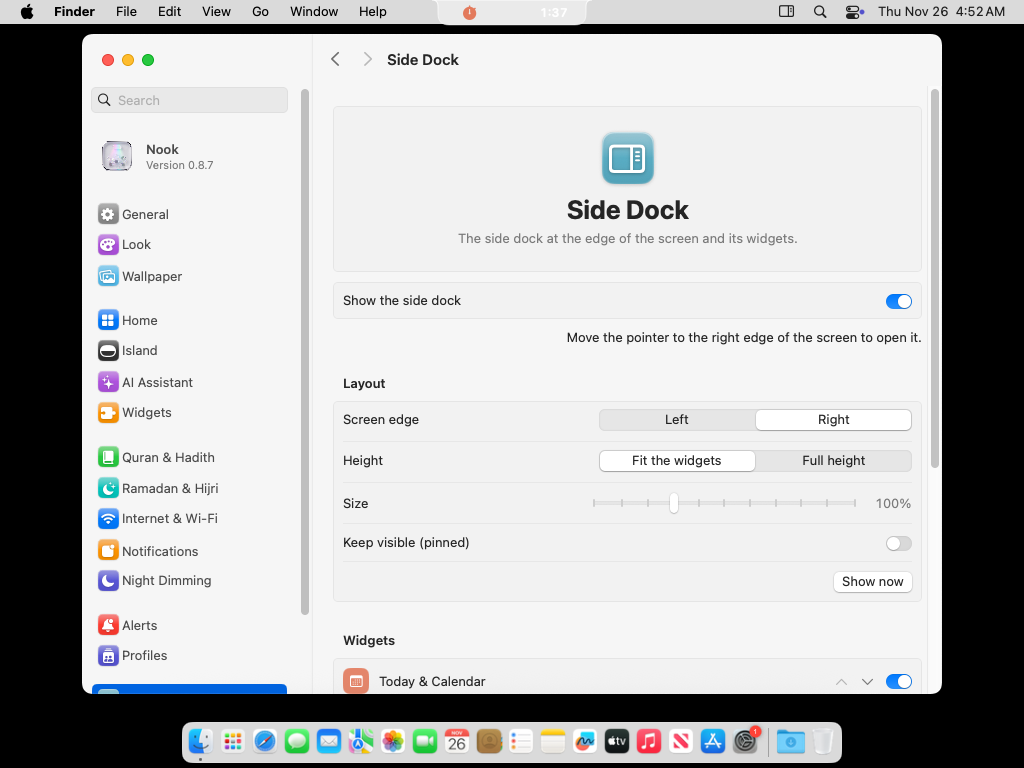 Finder File Edit View Go Window Help 1:37 Thu Nov 26 4:52 AM
Side Dock
Search
Nook
Version 0.8.7
General
Look
Wallpaper
Home
Island
AI Assistant
Widgets
Quran & Hadith
Ramadan & Hijri
Internet & Wi-Fi
Notifications
Night Dimming
Alerts
Profiles
Side Dock
The side dock at the edge of the screen and its widgets.
Show the side dock
Move the pointer to the right edge of the screen to open it.
Layout
Screen edge Left Right
Height Fit the widgets Full height
Size 100%
Keep visible (pinned)
Show now
Widgets
Today & Calendar
NOV
26
tv
1